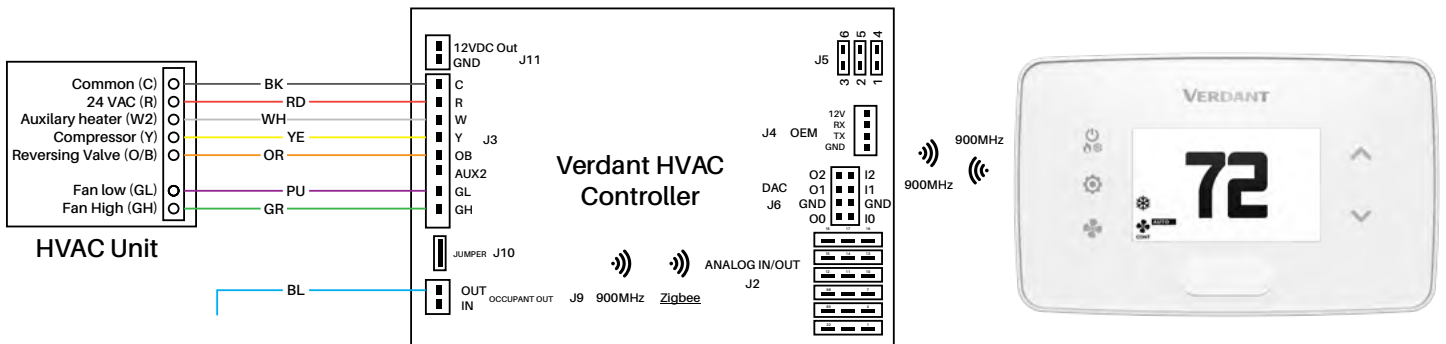 Common (C)
24 VAC (R)
Auxilary heater (W2)
Compressor (Y)
Reversing Valve (O/B)
Fan low (GL)
Fan High (GH)
HVAC Unit
BK
RD
WH
YE
OR
PU
GR
BL
12VDC Out
GND
J11
C
R
W
Y
J3
OB
AUX2
GL
GH
JUMPER J10
OUT
IN
OCCUPANT OUT
J9
900MHz
Zigbee
Verdant HVAC
Controller
6 5 4
J5
3 2 1
12V
RX
TX
GND
J4 OEM
O2 I2
O1 I1
GND GND
O0 I0
DAC
J6
ANALOG IN/OUT
J2
900MHz
900MHz
VERDANT
72
AUTO
CONT